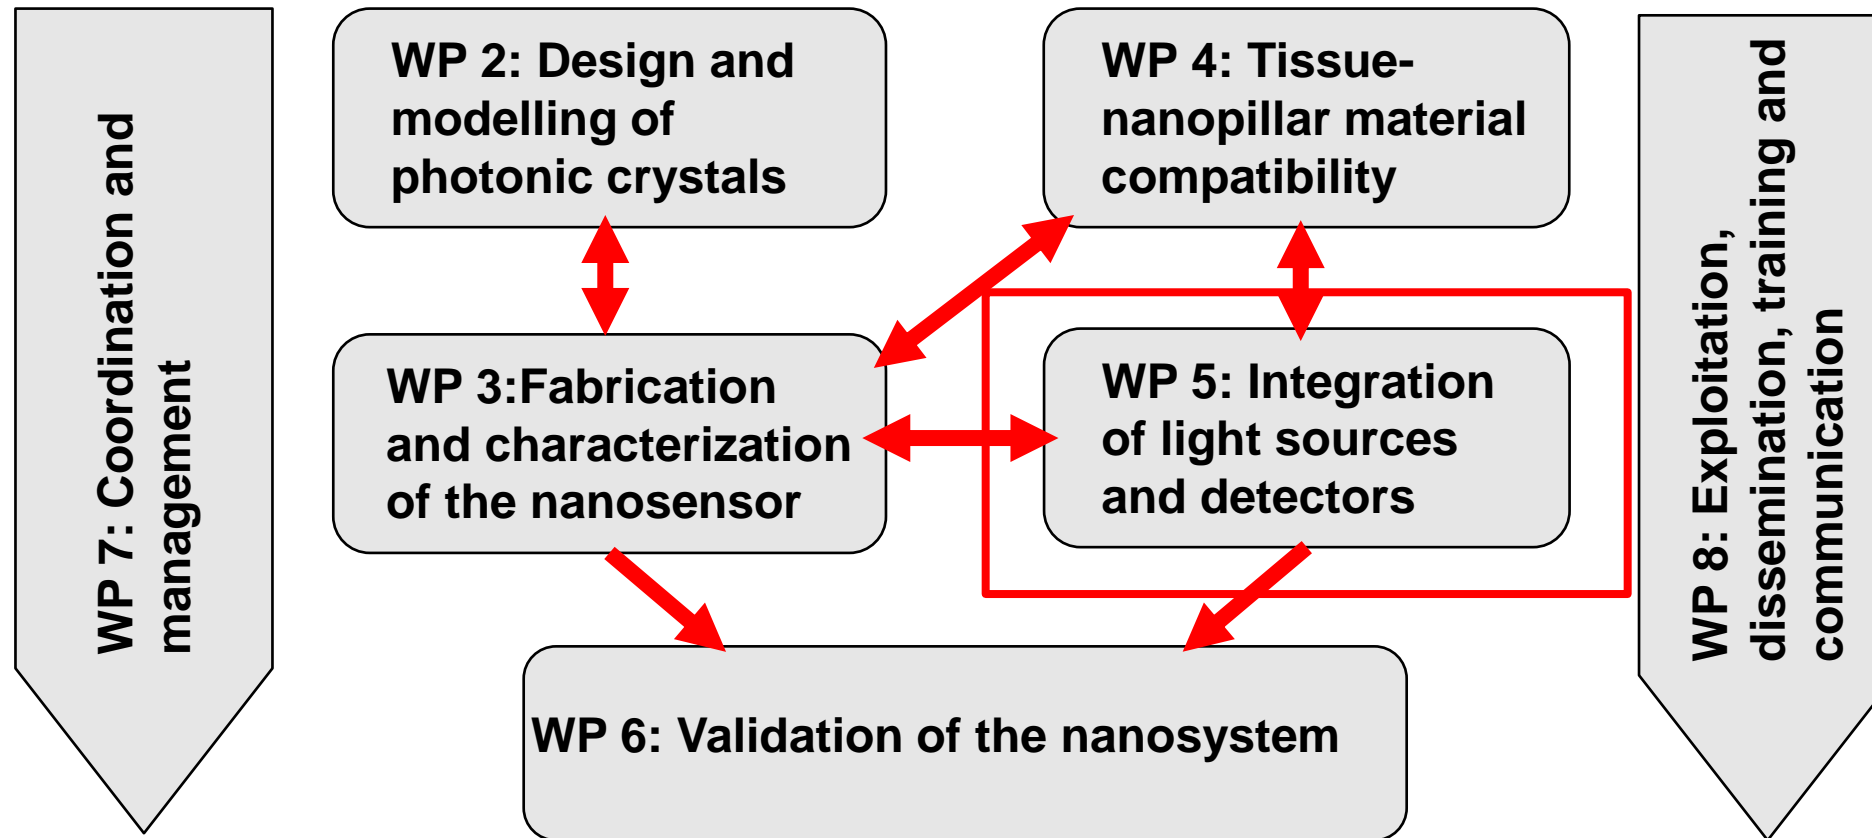 WP 7: Coordination and
management
WP 2: Design and
modelling of
photonic crystals
WP 4: Tissue-
nanopillar material
compatibility
WP 3:Fabrication
and characterization
of the nanosensor
WP 5: Integration
of light sources
and detectors
WP 6: Validation of the nanosystem
WP 8: Exploitation,
dissemination, training and
communication